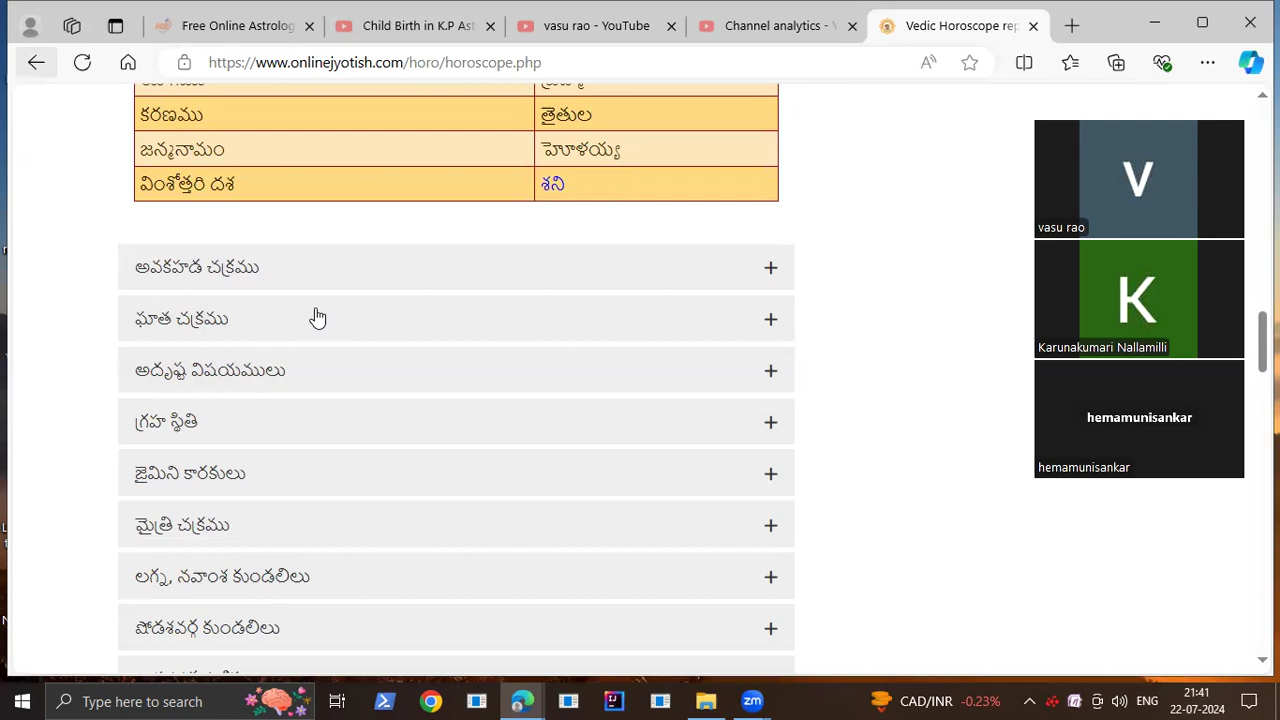 Free Online Astrolog
Child Birth in K.P Ast
vasu rao - YouTube
Channel analytics - Y
Vedic Horoscope rep
https://www.onlinejyotish.com/horo/horoscope.php
కరణము తైతుల
జన్మనామం హెూళయ్య
వింశోత్తరి దశ శని
అవకహడ చక్రము
ఘాత చక్రము
అదృష్ట విషయములు
గ్రహ స్థితి
జైమిని కారకులు
మైత్రి చక్రము
లగ్న, నవాంశ కుండలిలు
షోడశవర్గ కుండలిలు
V
vasu rao
K
Karunakumari Nallamilli
hemamunisankar
hemamunisankar
Type here to search
CAD/INR -0.23%
ENG
21:41
22-07-2024